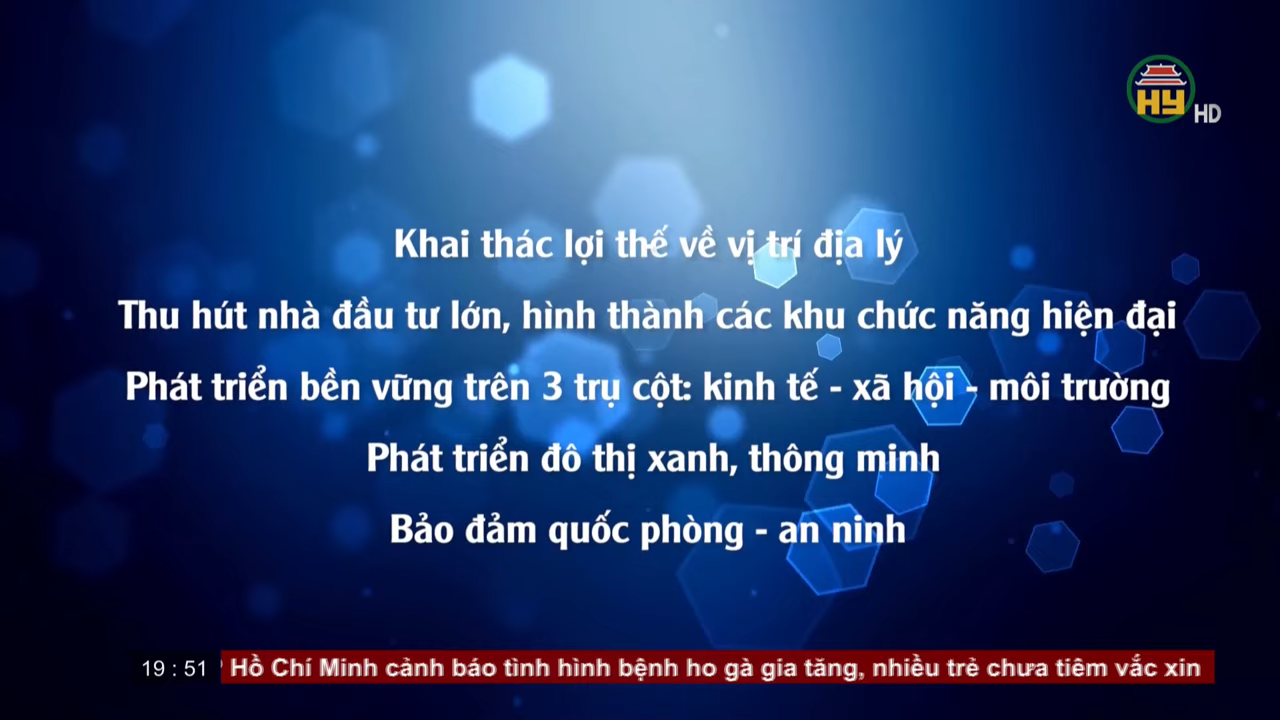 HY HD
Khai thác lợi thế về vị trí địa lý
Thu hút nhà đầu tư lớn, hình thành các khu chức năng hiện đại
Phát triển bền vững trên 3 trụ cột: kinh tế - xã hội - môi trường
Phát triển đô thị xanh, thông minh
Bảo đảm quốc phòng - an ninh
19 : 51 Hồ Chí Minh cảnh báo tình hình bệnh ho gà gia tăng, nhiều trẻ chưa tiêm vắc xin